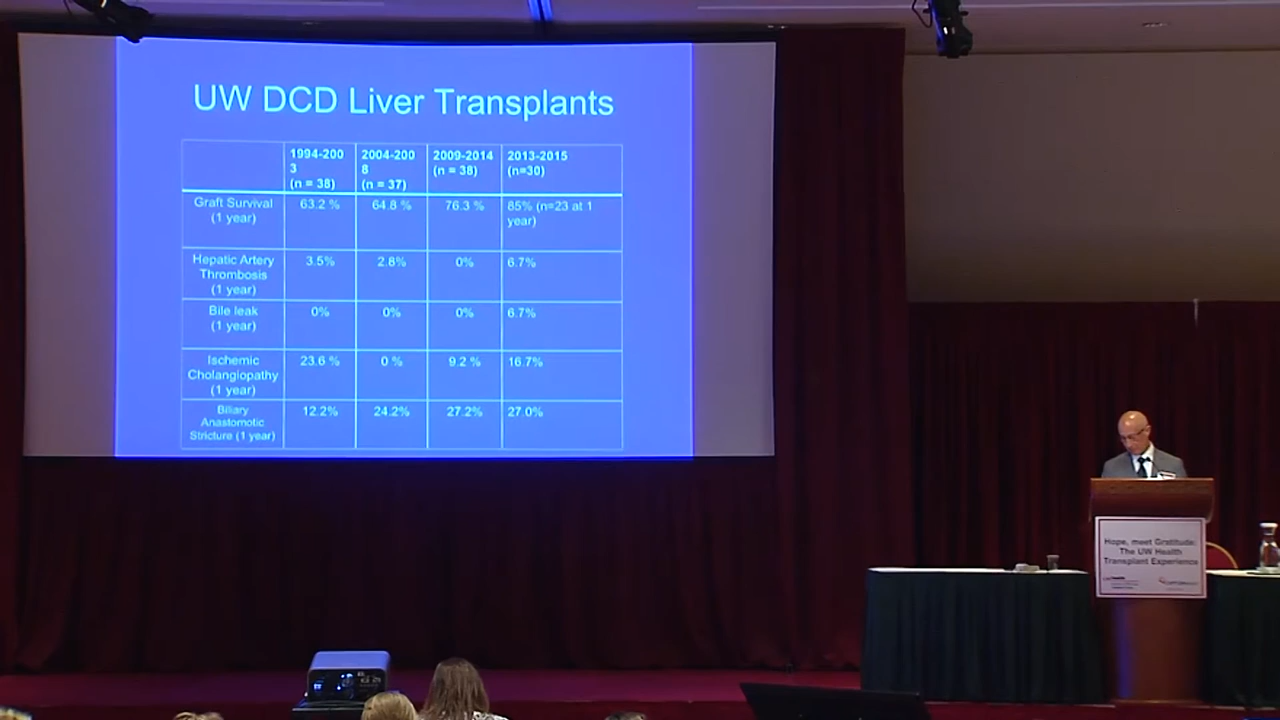 UW DCD Liver Transplants
1994-200
3
(n = 38)
2004-200
8
(n = 37)
2009-2014
(n = 38)
2013-2015
(n=30)
Graft Survival
(1 year)
63.2 %
64.8 %
76.3 %
85% (n=23 at 1
year)
Hepatic Artery
Thrombosis
(1 year)
3.5%
2.8%
0%
6.7%
Bile leak
(1 year)
0%
0%
0%
6.7%
Ischemic
Cholangiopathy
(1 year)
23.6 %
0 %
9.2 %
16.7%
Biliary
Anastomotic
Stricture (1 year)
12.2%
24.2%
27.2%
27.0%
Hope, meet Gratitude:
The UW Health
Transplant Experience